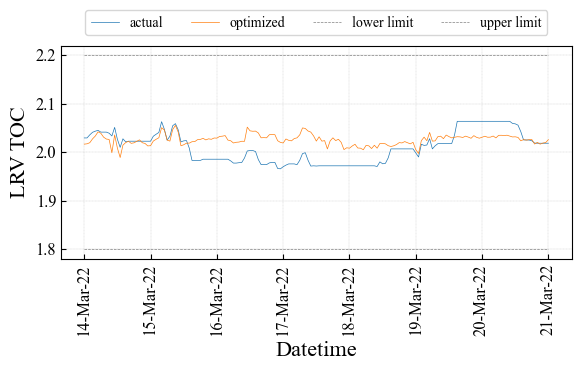 actual optimized lower limit upper limit
2.2
2.1
2.0
1.9
1.8
LRV TOC
14-Mar-22 15-Mar-22 16-Mar-22 17-Mar-22 18-Mar-22 19-Mar-22 20-Mar-22 21-Mar-22
Datetime